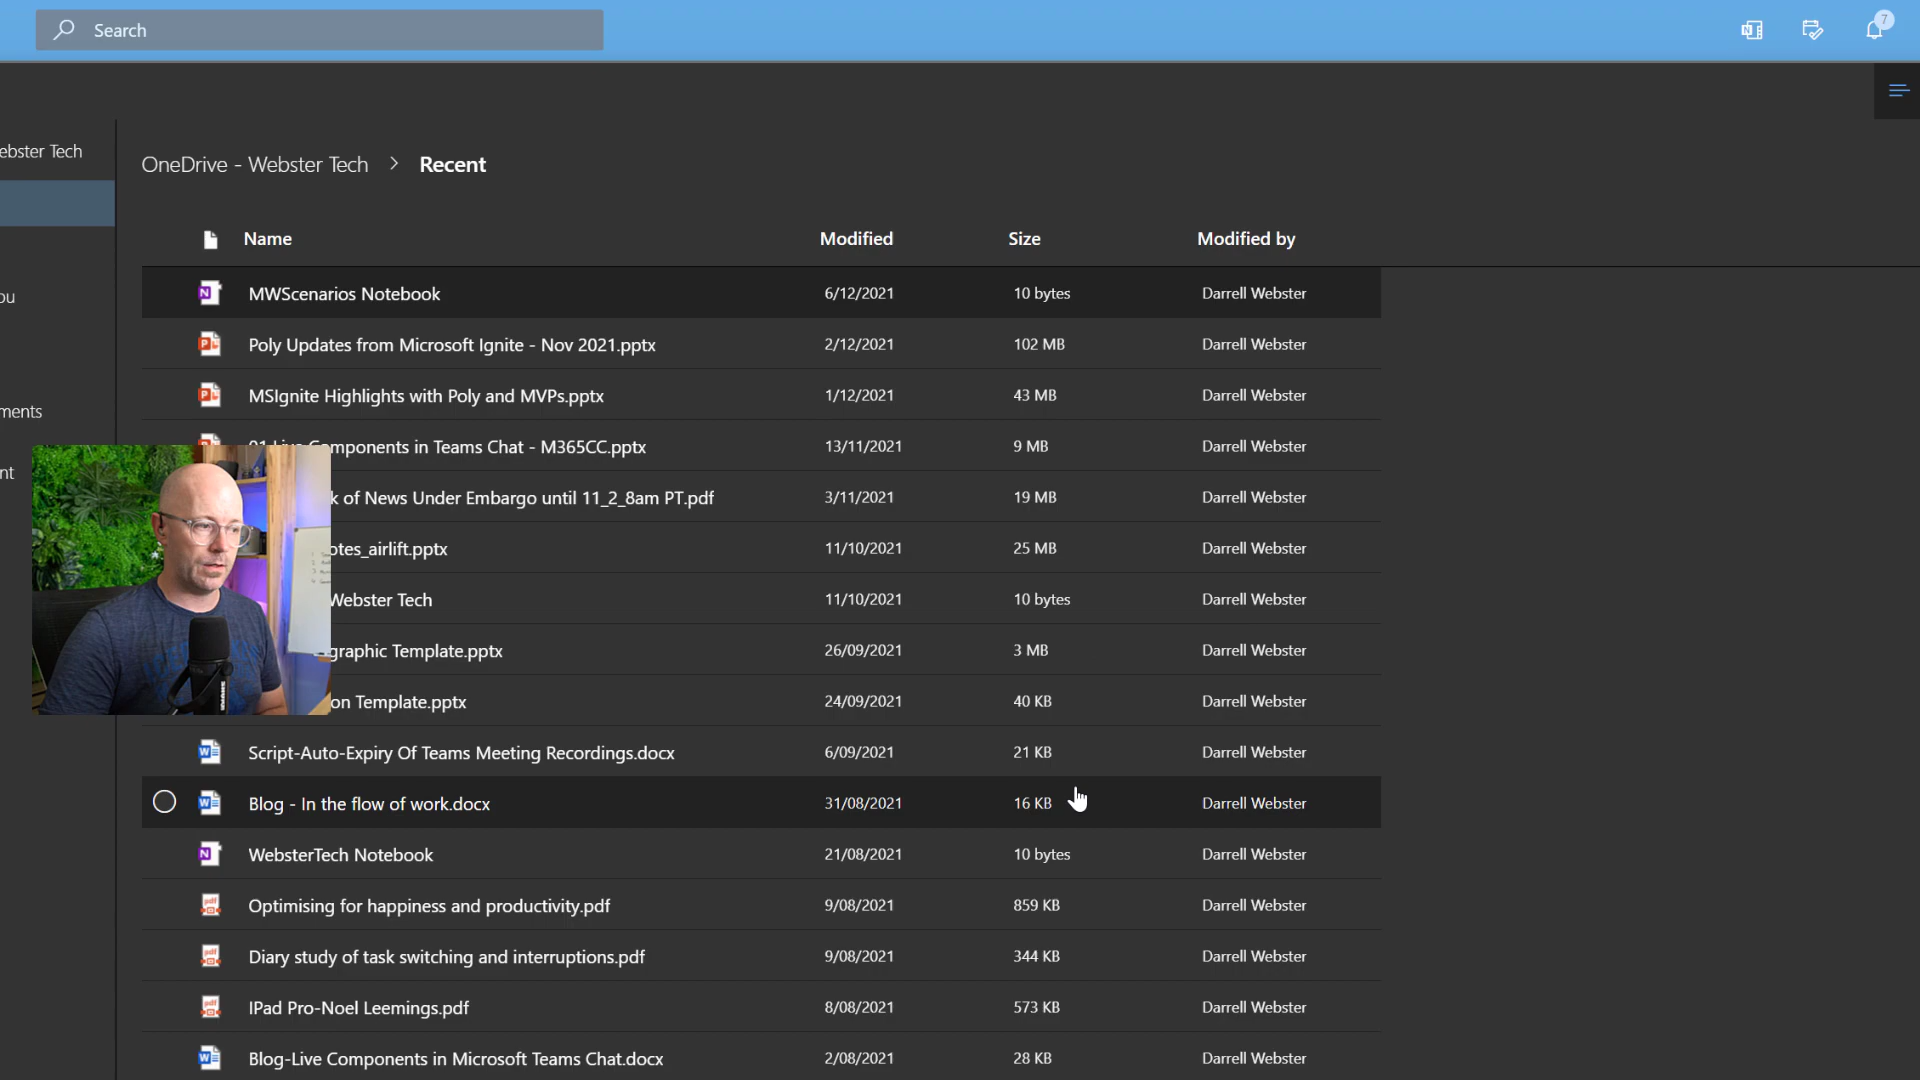 Search
7
ebster Tech
OneDrive - Webster Tech > Recent
Name Modified Size Modified by
MWScenarios Notebook 6/12/2021 10 bytes Darrell Webster
ou
Poly Updates from Microsoft Ignite - Nov 2021.pptx 2/12/2021 102 MB Darrell Webster
MSIgnite Highlights with Poly and MVPs.pptx 1/12/2021 43 MB Darrell Webster
ments
01 Live Components in Teams Chat - M365CC.pptx 13/11/2021 9 MB Darrell Webster
nt
k of News Under Embargo until 11_2_8am PT.pdf 3/11/2021 19 MB Darrell Webster
otes_airlift.pptx 11/10/2021 25 MB Darrell Webster
Webster Tech 11/10/2021 10 bytes Darrell Webster
graphic Template.pptx 26/09/2021 3 MB Darrell Webster
on Template.pptx 24/09/2021 40 KB Darrell Webster
Script-Auto-Expiry Of Teams Meeting Recordings.docx 6/09/2021 21 KB Darrell Webster
Blog - In the flow of work.docx 31/08/2021 16 KB Darrell Webster
WebsterTech Notebook 21/08/2021 10 bytes Darrell Webster
Optimising for happiness and productivity.pdf 9/08/2021 859 KB Darrell Webster
Diary study of task switching and interruptions.pdf 9/08/2021 344 KB Darrell Webster
IPad Pro-Noel Leemings.pdf 8/08/2021 573 KB Darrell Webster
Blog-Live Components in Microsoft Teams Chat.docx 2/08/2021 28 KB Darrell Webster